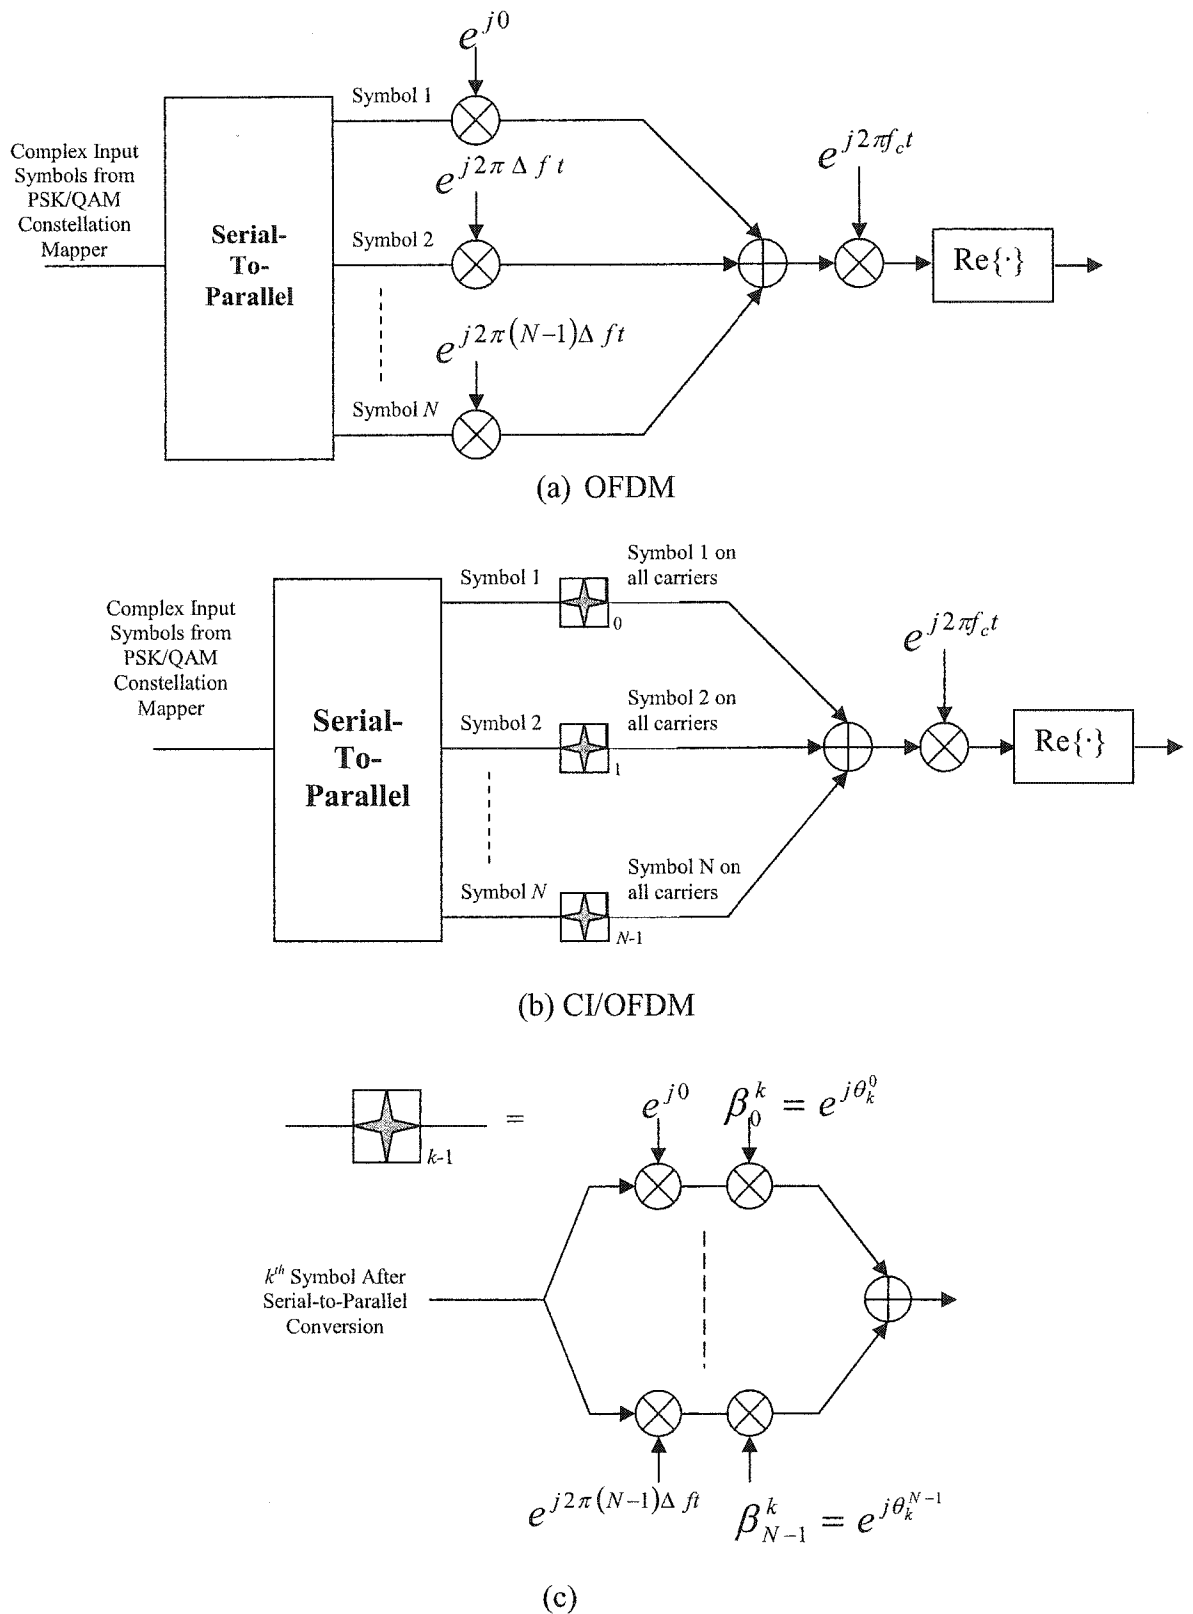 e^{j0}
Symbol 1
Complex Input
Symbols from
PSK/QAM
Constellation
Mapper
e^{j2π Δ f t}
e^{j2πf_c t}
Serial-
To-
Parallel
Symbol 2
Re{·}
e^{j2π(N−1)Δ ft}
Symbol N
(a) OFDM
Symbol 1 on
all carriers
Symbol 1
0
Complex Input
Symbols from
PSK/QAM
Constellation
Mapper
e^{j2πf_c t}
Serial-
To-
Parallel
Symbol 2 on
all carriers
Symbol 2
1
Re{·}
Symbol N on
all carriers
Symbol N
N-1
(b) CI/OFDM
k-1
=
e^{j0}
β_0^k = e^{jθ_k^0}
k^{th} Symbol After
Serial-to-Parallel
Conversion
e^{j2π(N−1)Δ ft}
β_{N−1}^k = e^{jθ_k^{N−1}}
(c)